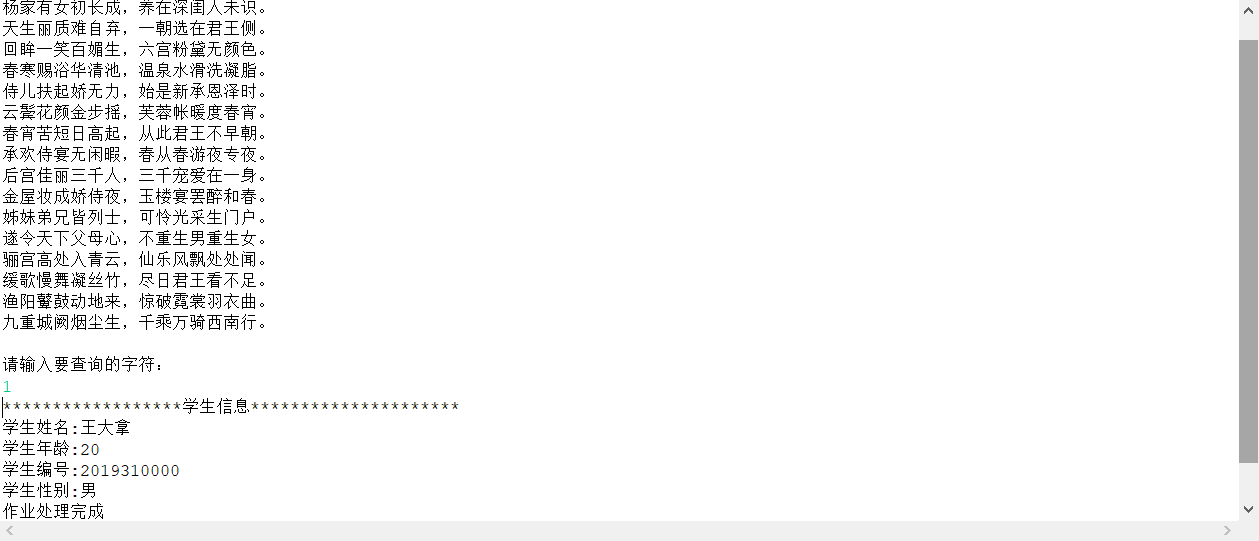 杨家有女初长成，养在深闺人未识。
天生丽质难自弃，一朝选在君王侧。
回眸一笑百媚生，六宫粉黛无颜色。
春寒赐浴华清池，温泉水滑洗凝脂。
侍儿扶起娇无力，始是新承恩泽时。
云鬓花颜金步摇，芙蓉帐暖度春宵。
春宵苦短日高起，从此君王不早朝。
承欢侍宴无闲暇，春从春游夜专夜。
后宫佳丽三千人，三千宠爱在一身。
金屋妆成娇侍夜，玉楼宴罢醉和春。
姊妹弟兄皆列士，可怜光采生门户。
遂令天下父母心，不重生男重生女。
骊宫高处入青云，仙乐风飘处处闻。
缓歌慢舞凝丝竹，尽日君王看不足。
渔阳鼙鼓动地来，惊破霓裳羽衣曲。
九重城阙烟尘生，千乘万骑西南行。
请输入要查询的字符：
1
******************学生信息*********************
学生姓名:王大拿
学生年龄:20
学生编号:2019310000
学生性别:男
作业处理完成